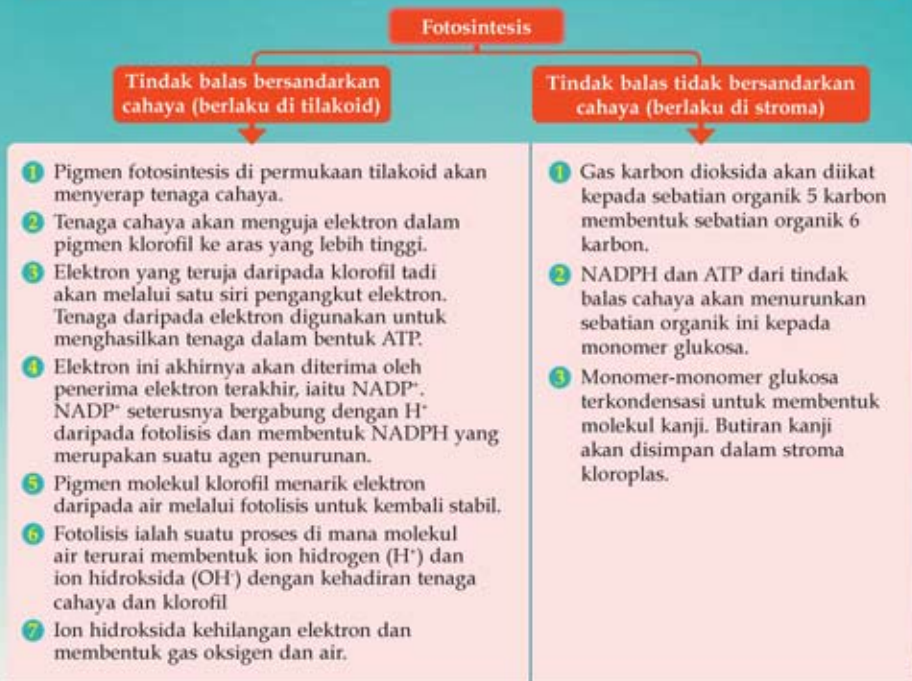 Fotosintesis
Tindak balas bersandarkan
cahaya (berlaku di tilakoid)
1 Pigmen fotosintesis di permukaan tilakoid akan
menyerap tenaga cahaya.
2 Tenaga cahaya akan menguja elektron dalam
pigmen klorofil ke aras yang lebih tinggi.
3 Elektron yang teruja daripada klorofil tadi
akan melalui satu siri pengangkut elektron.
Tenaga daripada elektron digunakan untuk
menghasilkan tenaga dalam bentuk ATP.
4 Elektron ini akhirnya akan diterima oleh
penerima elektron terakhir, iaitu NADP⁺.
NADP⁺ seterusnya bergabung dengan H⁺
daripada fotolisis dan membentuk NADPH yang
merupakan suatu agen penurunan.
5 Pigmen molekul klorofil menarik elektron
daripada air melalui fotolisis untuk kembali stabil.
6 Fotolisis ialah suatu proses di mana molekul
air terurai membentuk ion hidrogen (H⁺) dan
ion hidroksida (OH⁻) dengan kehadiran tenaga
cahaya dan klorofil
7 Ion hidroksida kehilangan elektron dan
membentuk gas oksigen dan air.
Tindak balas tidak bersandarkan
cahaya (berlaku di stroma)
1 Gas karbon dioksida akan diikat
kepada sebatian organik 5 karbon
membentuk sebatian organik 6
karbon.
2 NADPH dan ATP dari tindak
balas cahaya akan menurunkan
sebatian organik ini kepada
monomer glukosa.
3 Monomer-monomer glukosa
terkondensasi untuk membentuk
molekul kanji. Butiran kanji
akan disimpan dalam stroma
kloroplas.